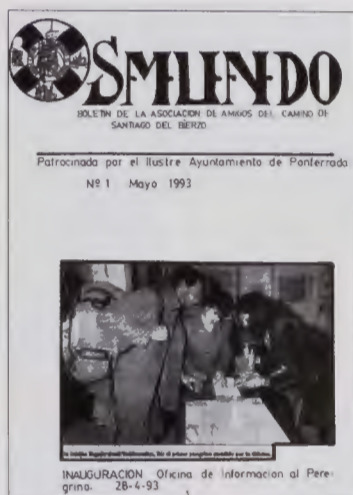 OSMUNDO
BOLETIN DE LA ASOCIACION DE AMIGOS DEL CAMINO DE
SANTIAGO DEL BIERZO
Patrocinada por el Ilustre Ayuntamiento de Ponferrada
Nº 1 Mayo 1993
INAUGURACION Oficina de Informacion al Pere-
grino. 28-4-93